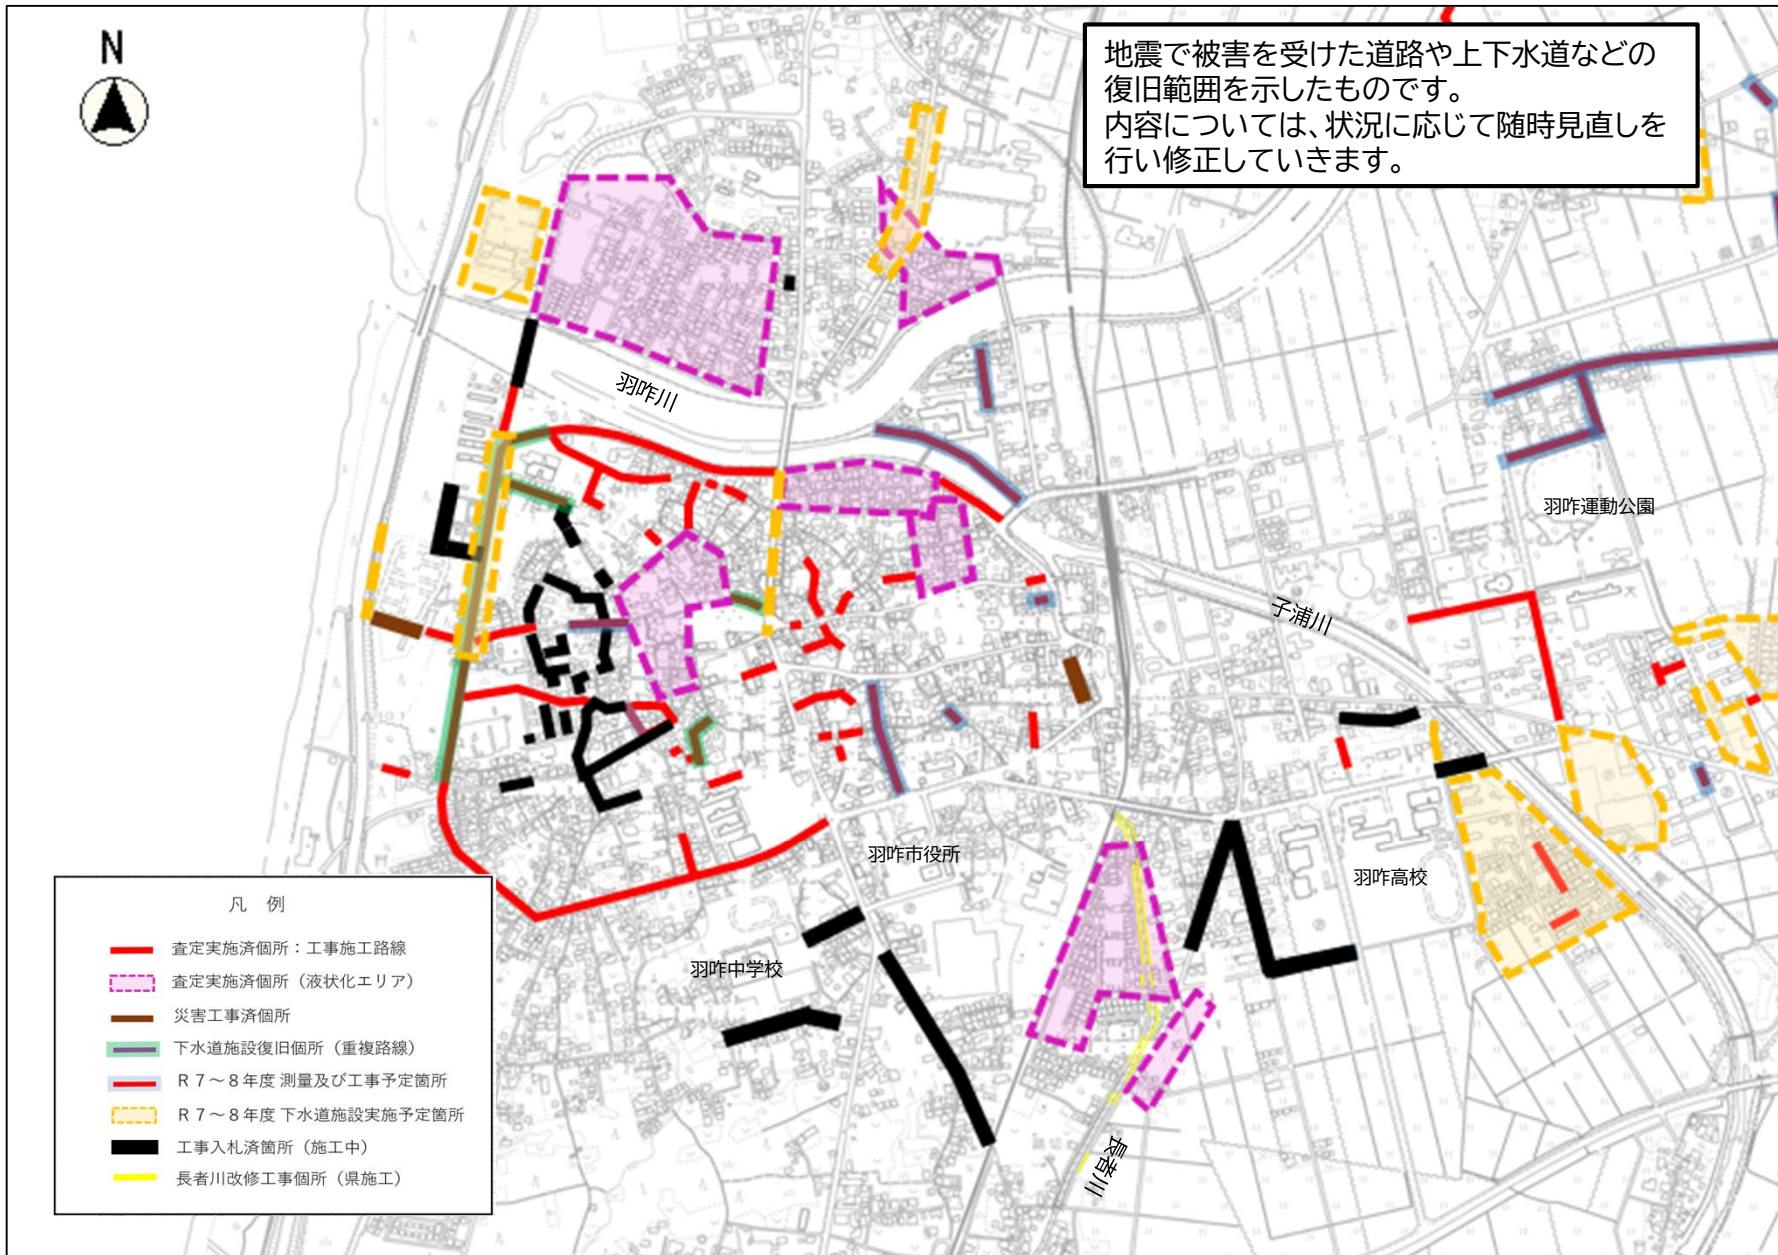 N
地震で被害を受けた道路や上下水道などの
復旧範囲を示したものです。
内容については、状況に応じて随時見直しを
行い修正していきます。
羽咋川
羽咋運動公園
子浦川
羽咋市役所
羽咋高校
羽咋中学校
長者川
凡 例
査定実施済個所：工事施工路線
査定実施済個所（液状化エリア）
災害工事済個所
下水道施設復旧個所（重複路線）
R７～８年度 測量及び工事予定箇所
R７～８年度 下水道施設実施予定箇所
工事入札済箇所（施工中）
長者川改修工事個所（県施工）